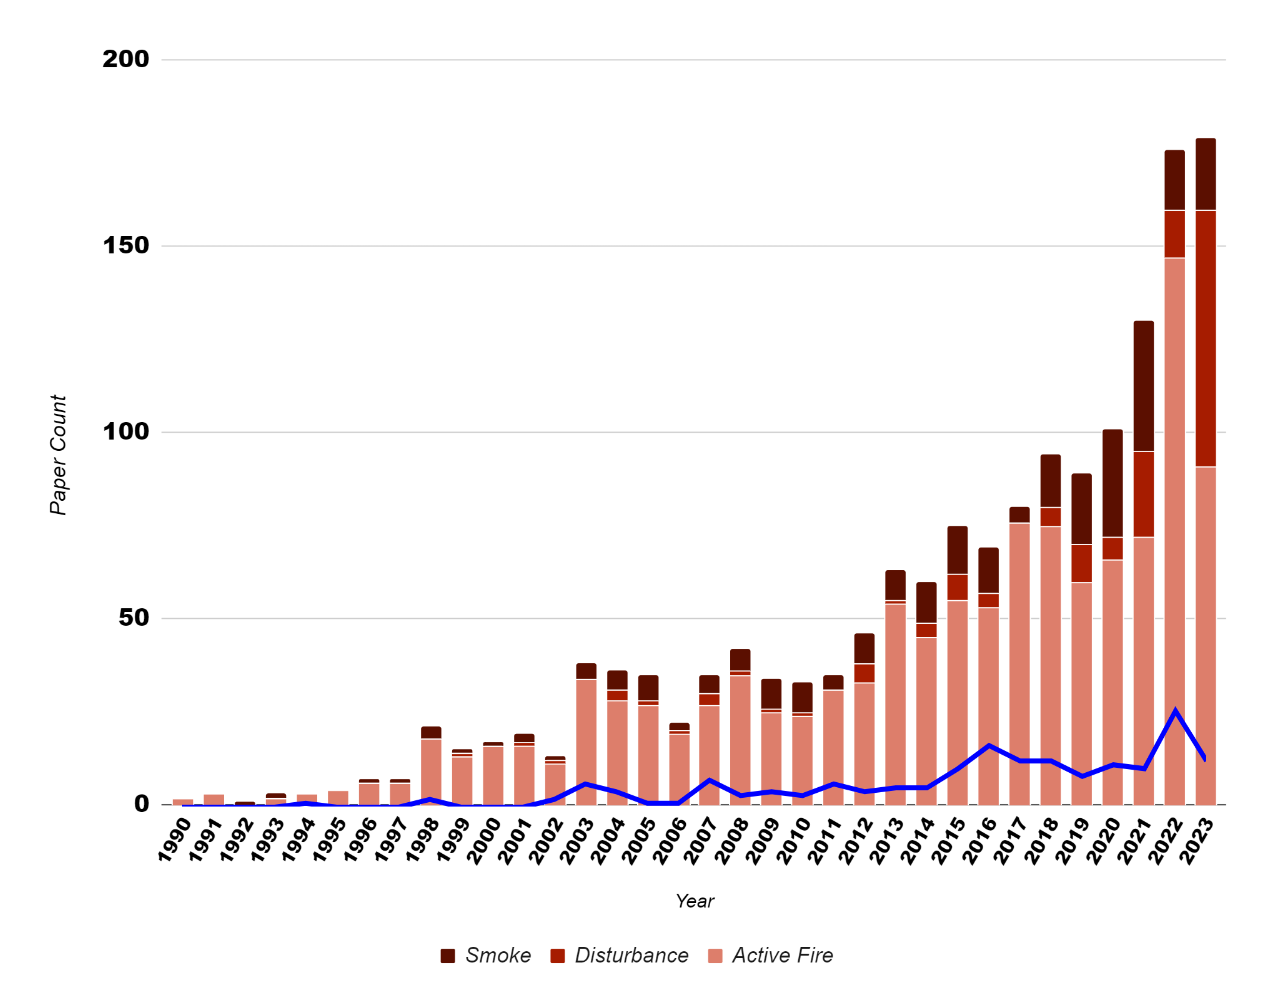 200
150
100
50
0
Paper Count
1990 1991 1992 1993 1994 1995 1996 1997 1998 1999 2000 2001 2002 2003 2004 2005 2006 2007 2008 2009 2010 2011 2012 2013 2014 2015 2016 2017 2018 2019 2020 2021 2022 2023
Year
Smoke Disturbance Active Fire